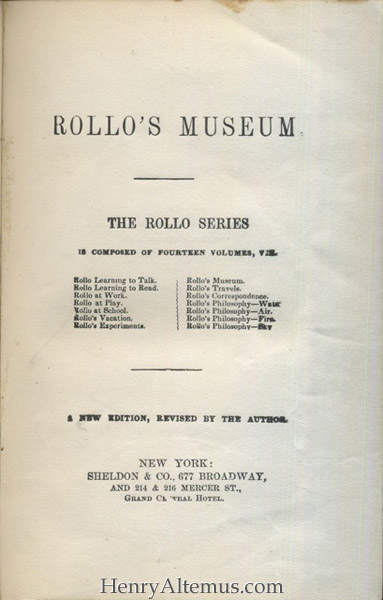 ROLLO'S MUSEUM.
THE ROLLO SERIES
IS COMPOSED OF FOURTEEN VOLUMES, VIZ.
Rollo Learning to Talk.
Rollo Learning to Read.
Rollo at Work.
Rollo at Play.
Rollo at School.
Rollo's Vacation.
Rollo's Experiments.
Rollo's Museum.
Rollo's Travels.
Rollo's Correspondence.
Rollo's Philosophy—Water
Rollo's Philosophy—Air.
Rollo's Philosophy—Fire.
Rollo's Philosophy—Sky
A NEW EDITION, REVISED BY THE AUTHOR.
NEW YORK:
SHELDON & CO., 677 BROADWAY,
AND 214 & 216 MERCER ST.,
GRAND CENTRAL HOTEL.
HenryAltemus.com